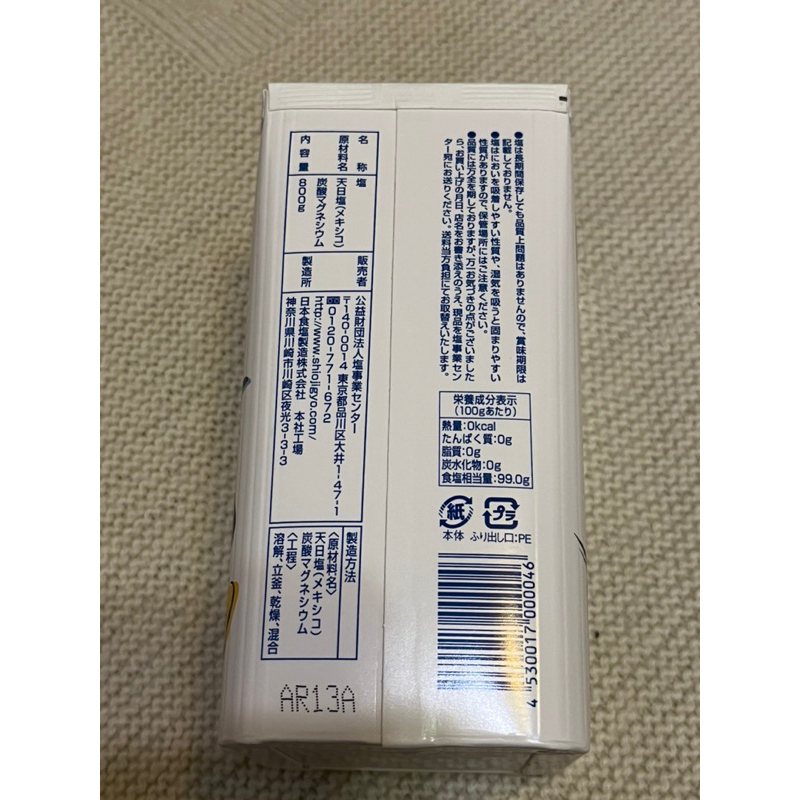 ●塩は長期間保存しても品質上問題はありませんので、賞味期限は
記載しておりません。
●塩はにおいを吸着しやすい性質や、湿気を吸うと固まりやすい
性質がありますので、保管場所にはご注意ください。
●品質には万全を期しておりますが、万一お気づきの点がございました
ら、お買い上げの月日、店名をお書き添えのうえ、現品を塩事業セン
ター宛にお送りください。送料当方負担にてお取替えいたします。
栄養成分表示
(100gあたり)
熱量:0kcal
たんぱく質:0g
脂質:0g
炭水化物:0g
食塩相当量:99.0g
紙
プラ
本体 ふり出し口:PE
4 530017 000046
名称 塩
原材料名 天日塩(メキシコ)
炭酸マグネシウム
内容量 800g
販売者 公益財団法人塩事業センター
〒140-0014 東京都品川区大井1-47-1
0120-771-672
http://www.shiojigyo.com/
製造所 日本食塩製造株式会社 本社工場
神奈川県川崎市川崎区夜光3-3-3
製造方法
〈原材料名〉
天日塩(メキシコ)
炭酸マグネシウム
〈工程〉
溶解、立釜、乾燥、混合
AR13A